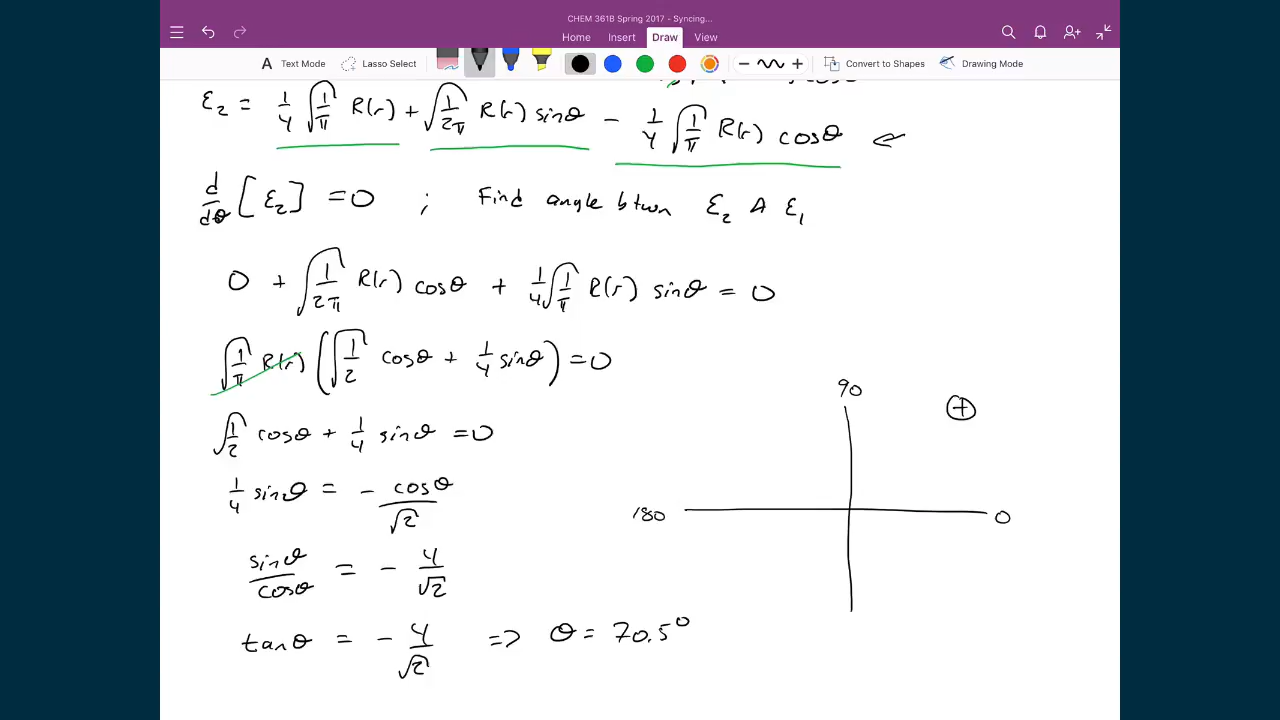 CHEM 361B Spring 2017 - Syncing...
Home Insert Draw View
Text Mode Lasso Select Convert to Shapes Drawing Mode
ε₂ = 1/4 √(1/π) R(r) + √(1/2π) R(r) sinθ − 1/4 √(1/π) R(r) cosθ ⇐
d/dθ [ε₂] = 0 ; Find angle btwn ε₂ & ε₁
0 + √(1/2π) R(r) cosθ + 1/4 √(1/π) R(r) sinθ = 0
√(1/π) R(r) (√(1/2) cosθ + 1/4 sinθ) = 0
√(1/2) cosθ + 1/4 sinθ = 0
1/4 sinθ = − cosθ/√2
sinθ/cosθ = − 4/√2
tanθ = − 4/√2 => θ = 70.5°
90
+
180
0